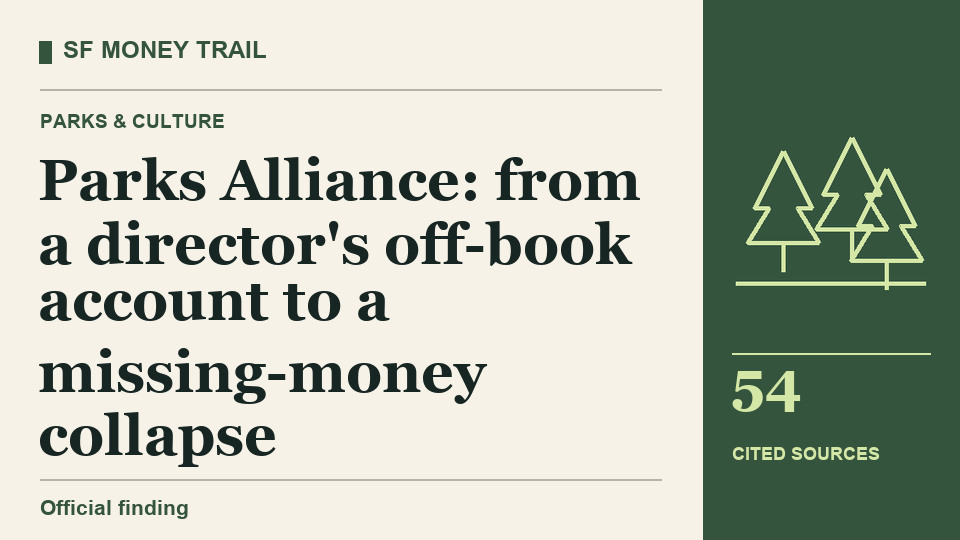 SF MONEY TRAIL
PARKS & CULTURE
Parks Alliance: from
a director's off-book
account to a
missing-money
collapse
Official finding
54
CITED SOURCES